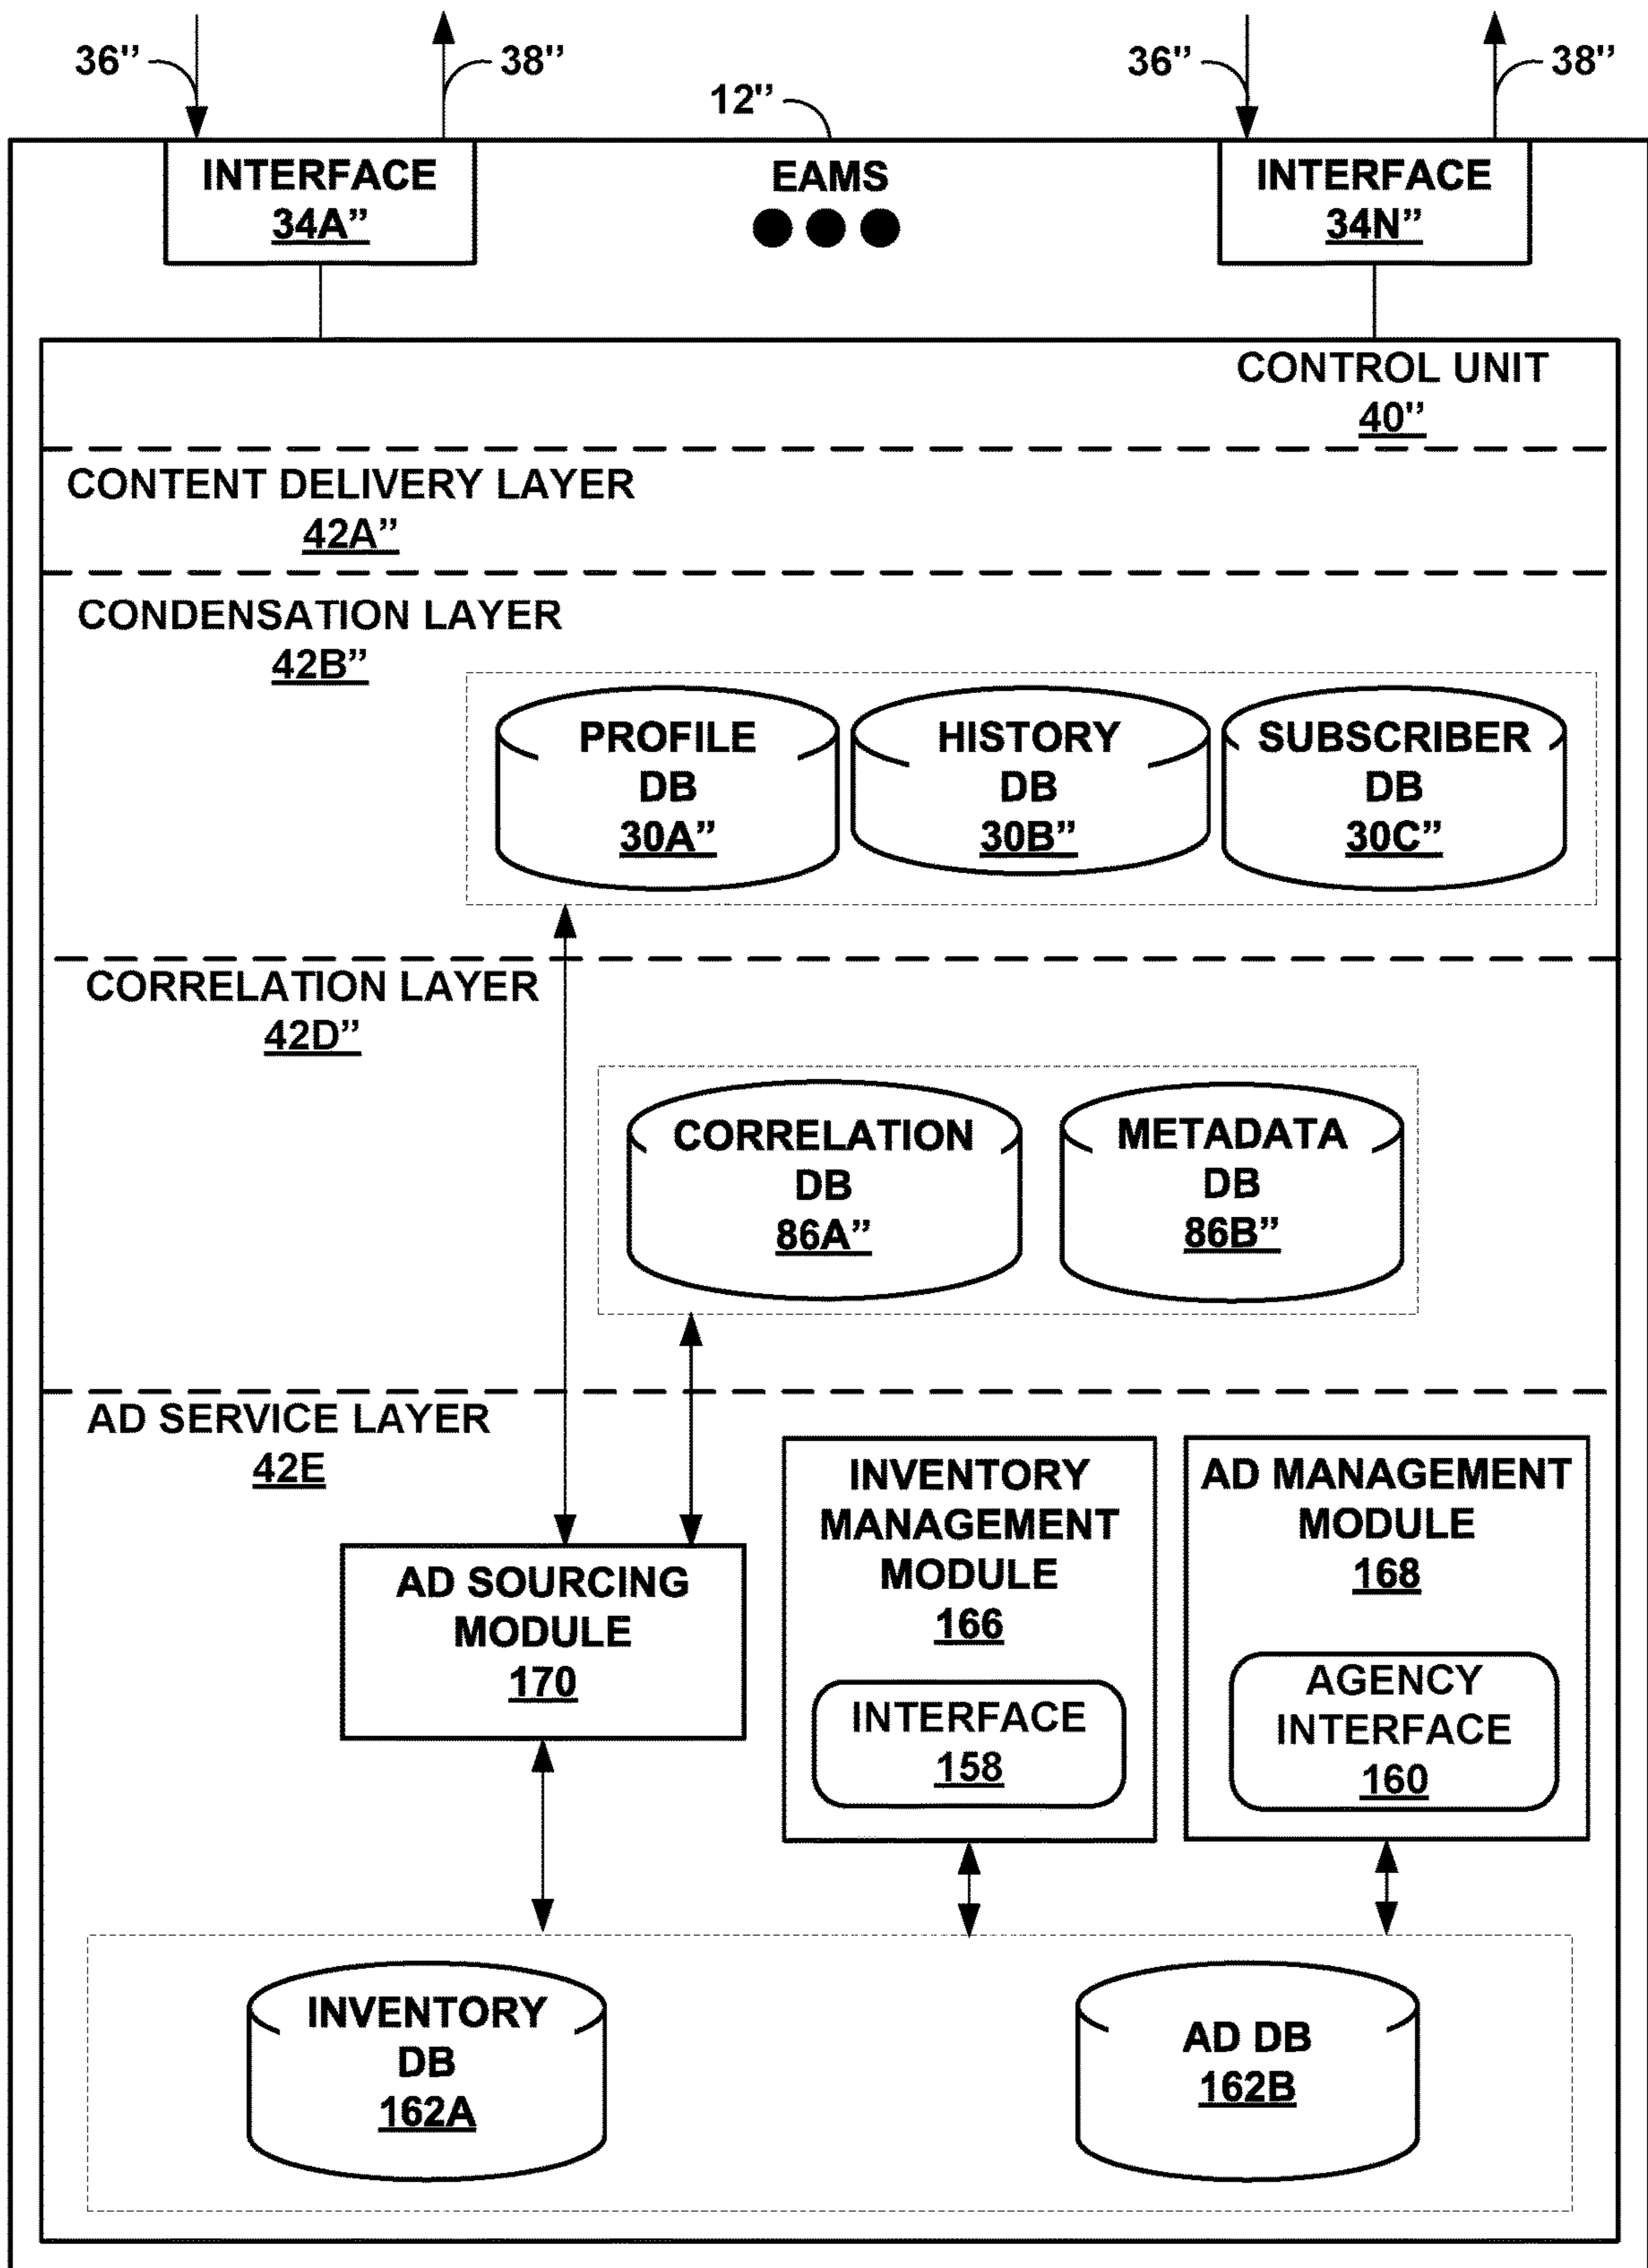 36" 38" 36" 38"
12"
INTERFACE
34A”
EAMS
INTERFACE
34N”
CONTROL UNIT
40"
CONTENT DELIVERY LAYER
42A”
CONDENSATION LAYER
42B”
PROFILE
DB
30A”
HISTORY
DB
30B”
SUBSCRIBER
DB
30C”
CORRELATION LAYER
42D”
CORRELATION
DB
86A”
METADATA
DB
86B”
AD SERVICE LAYER
42E
AD SOURCING
MODULE
170
INVENTORY
MANAGEMENT
MODULE
166
INTERFACE
158
AD MANAGEMENT
MODULE
168
AGENCY
INTERFACE
160
INVENTORY
DB
162A
AD DB
162B